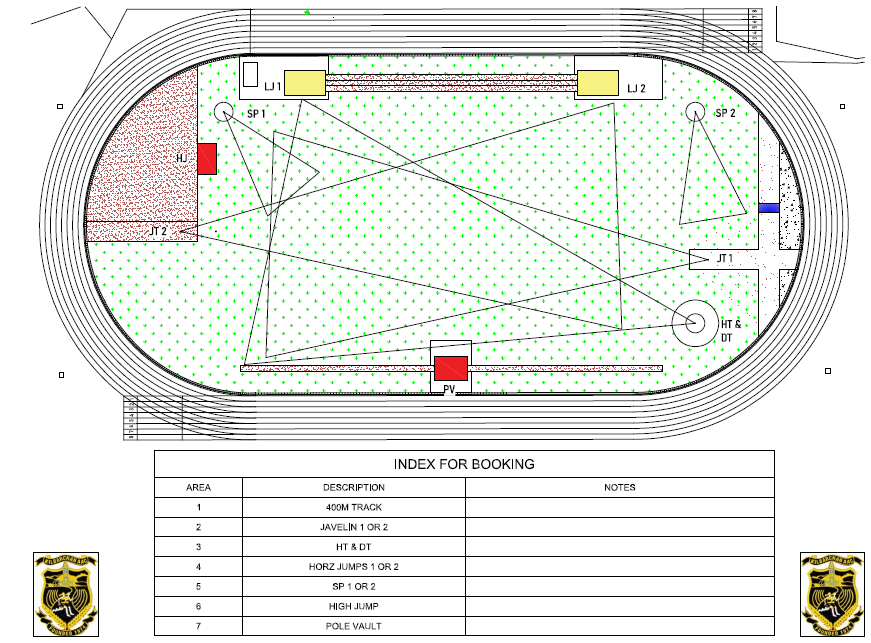 LJ 1
LJ 2
SP 1
SP 2
HJ
JT 2
JT 1
HT &
DT
PV
INDEX FOR BOOKING
AREA DESCRIPTION NOTES
1 400M TRACK
2 JAVELIN 1 OR 2
3 HT & DT
4 HORZ JUMPS 1 OR 2
5 SP 1 OR 2
6 HIGH JUMP
7 POLE VAULT